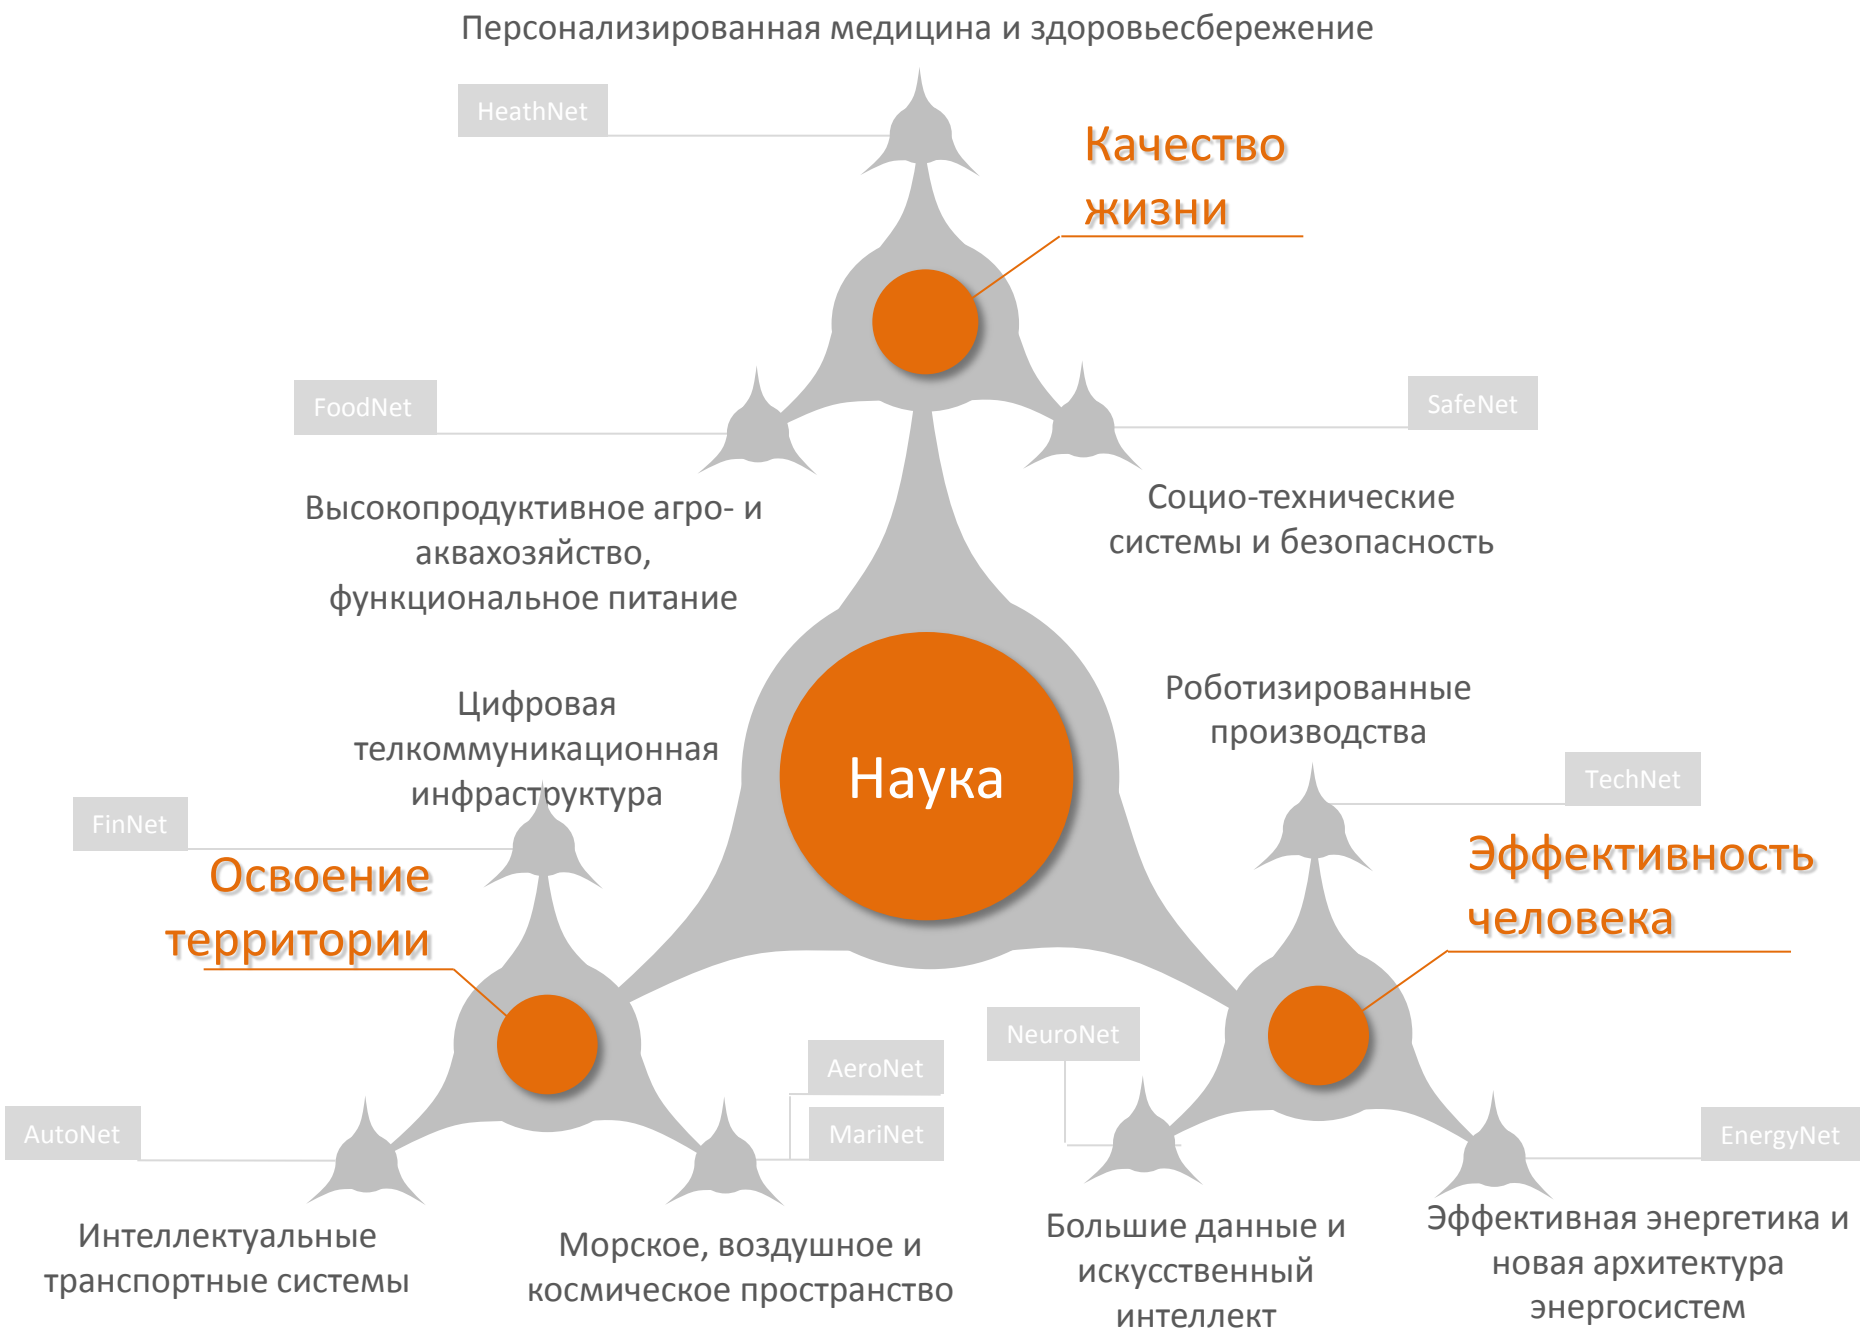 Персонализированная медицина и здоровьесбережение
HeathNet
Качество
жизни
FoodNet
SafeNet
Высокопродуктивное агро- и
аквахозяйство,
функциональное питание
Социо-технические
системы и безопасность
Цифровая
телкоммуникационная
инфраструктура
Роботизированные
производства
Наука
TechNet
FinNet
Освоение
территории
Эффективность
человека
NeuroNet
AeroNet
MariNet
AutoNet
EnergyNet
Интеллектуальные
транспортные системы
Морское, воздушное и
космическое пространство
Большие данные и
искусственный
интеллект
Эффективная энергетика и
новая архитектура
энергосистем